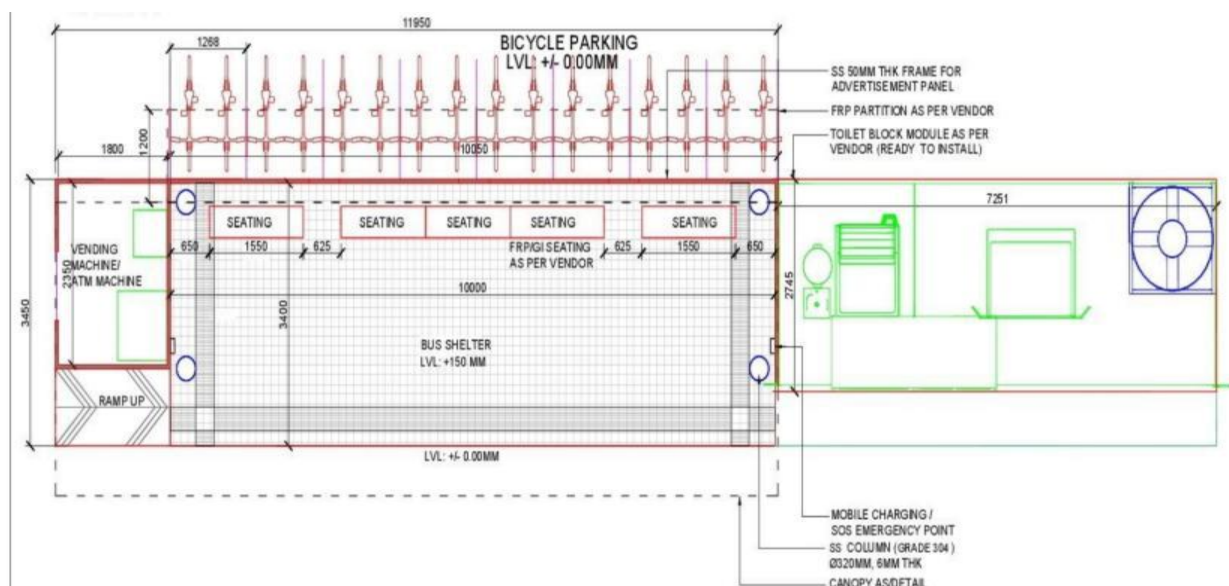 11950
1268
BICYCLE PARKING
LVL: +/- 0.00MM
SS 50MM THK FRAME FOR
ADVERTISEMENT PANEL
FRP PARTITION AS PER VENDOR
TOILET BLOCK MODULE AS PER
VENDOR (READY TO INSTALL)
1200
1800
10050
7251
SEATING
SEATING
SEATING
SEATING
SEATING
650
1550
625
FRP/GI SEATING
AS PER VENDOR
625
1550
650
VENDING
MACHINE/
ATM MACHINE
2350
3450
3400
10000
2745
BUS SHELTER
LVL: +150 MM
RAMP UP
LVL: +/- 0.00MM
MOBILE CHARGING /
SOS EMERGENCY POINT
SS COLUMN (GRADE 304)
Ø320MM, 6MM THK
CANOPY AS/DETAIL